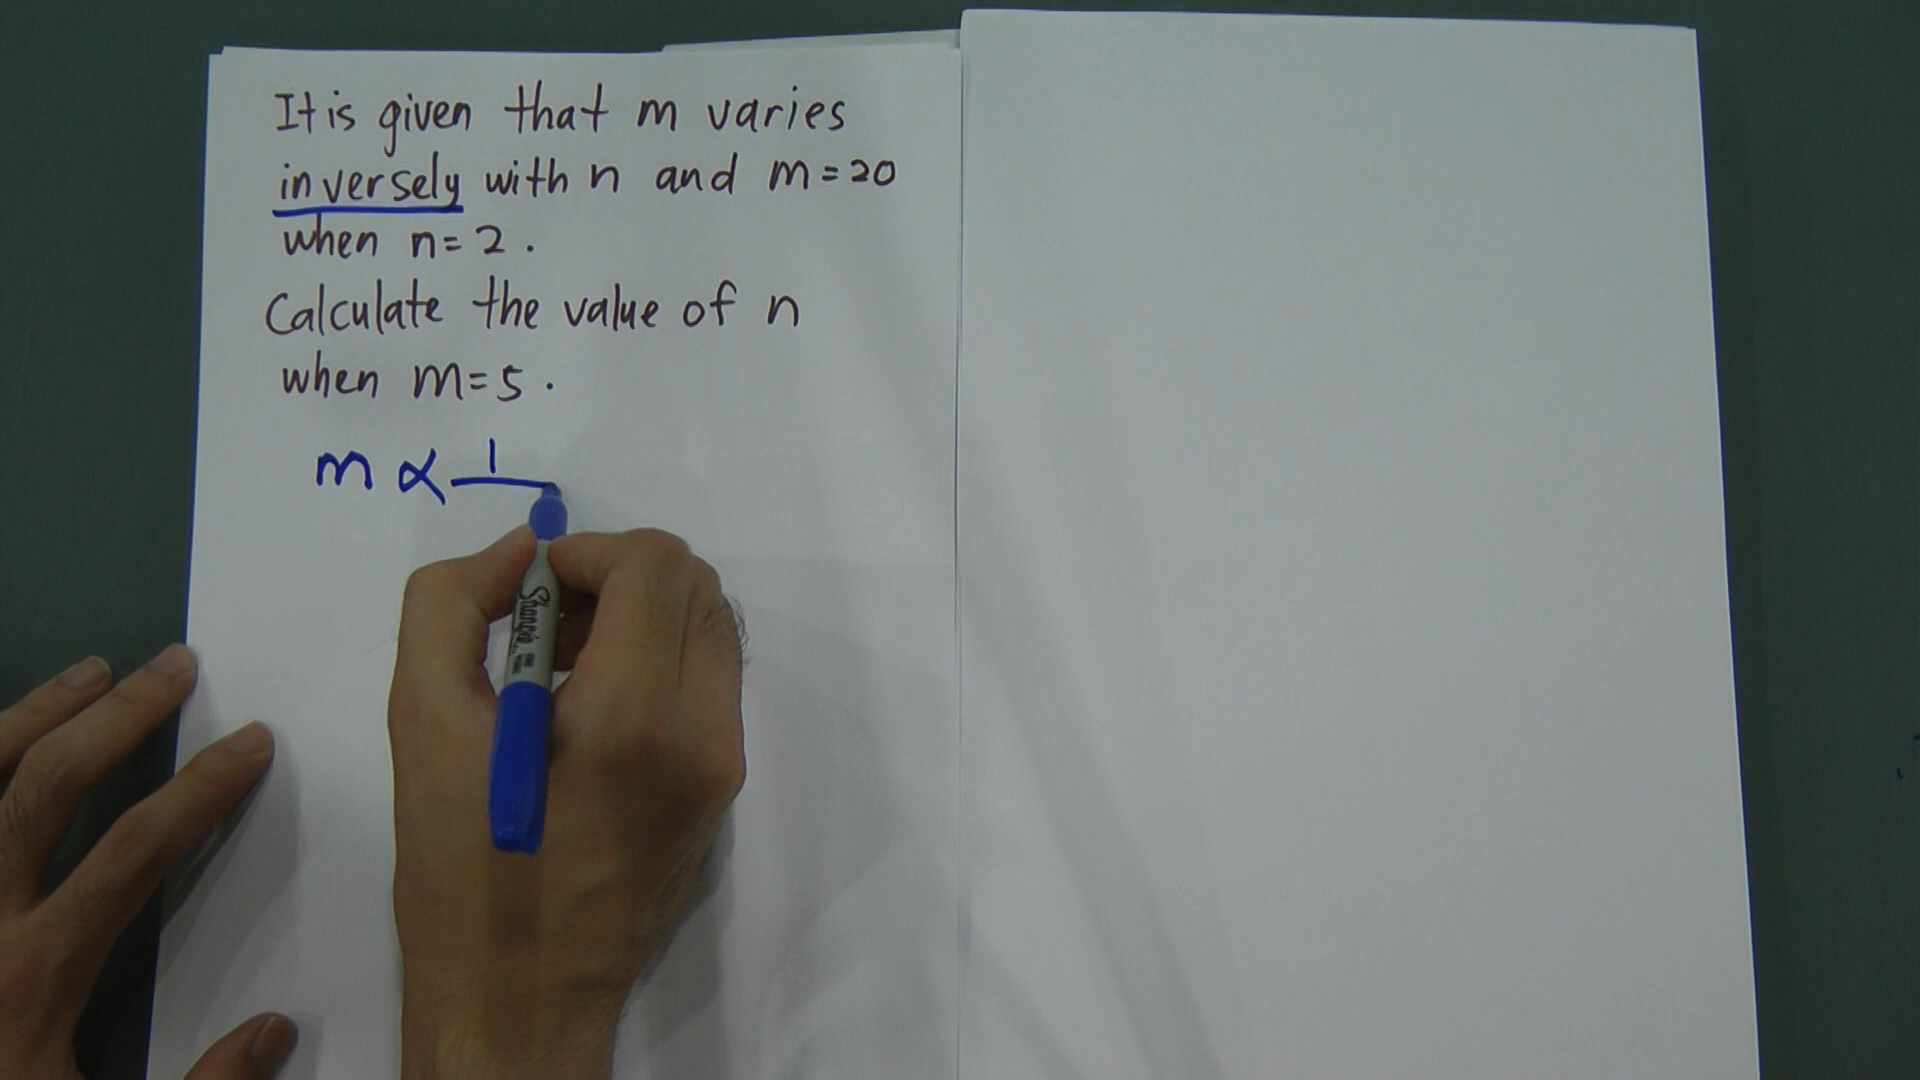 It is given that m varies
inversely with n and m=20
when n=2.
Calculate the value of n
when m=5.
m ∝ 1
Sharpie